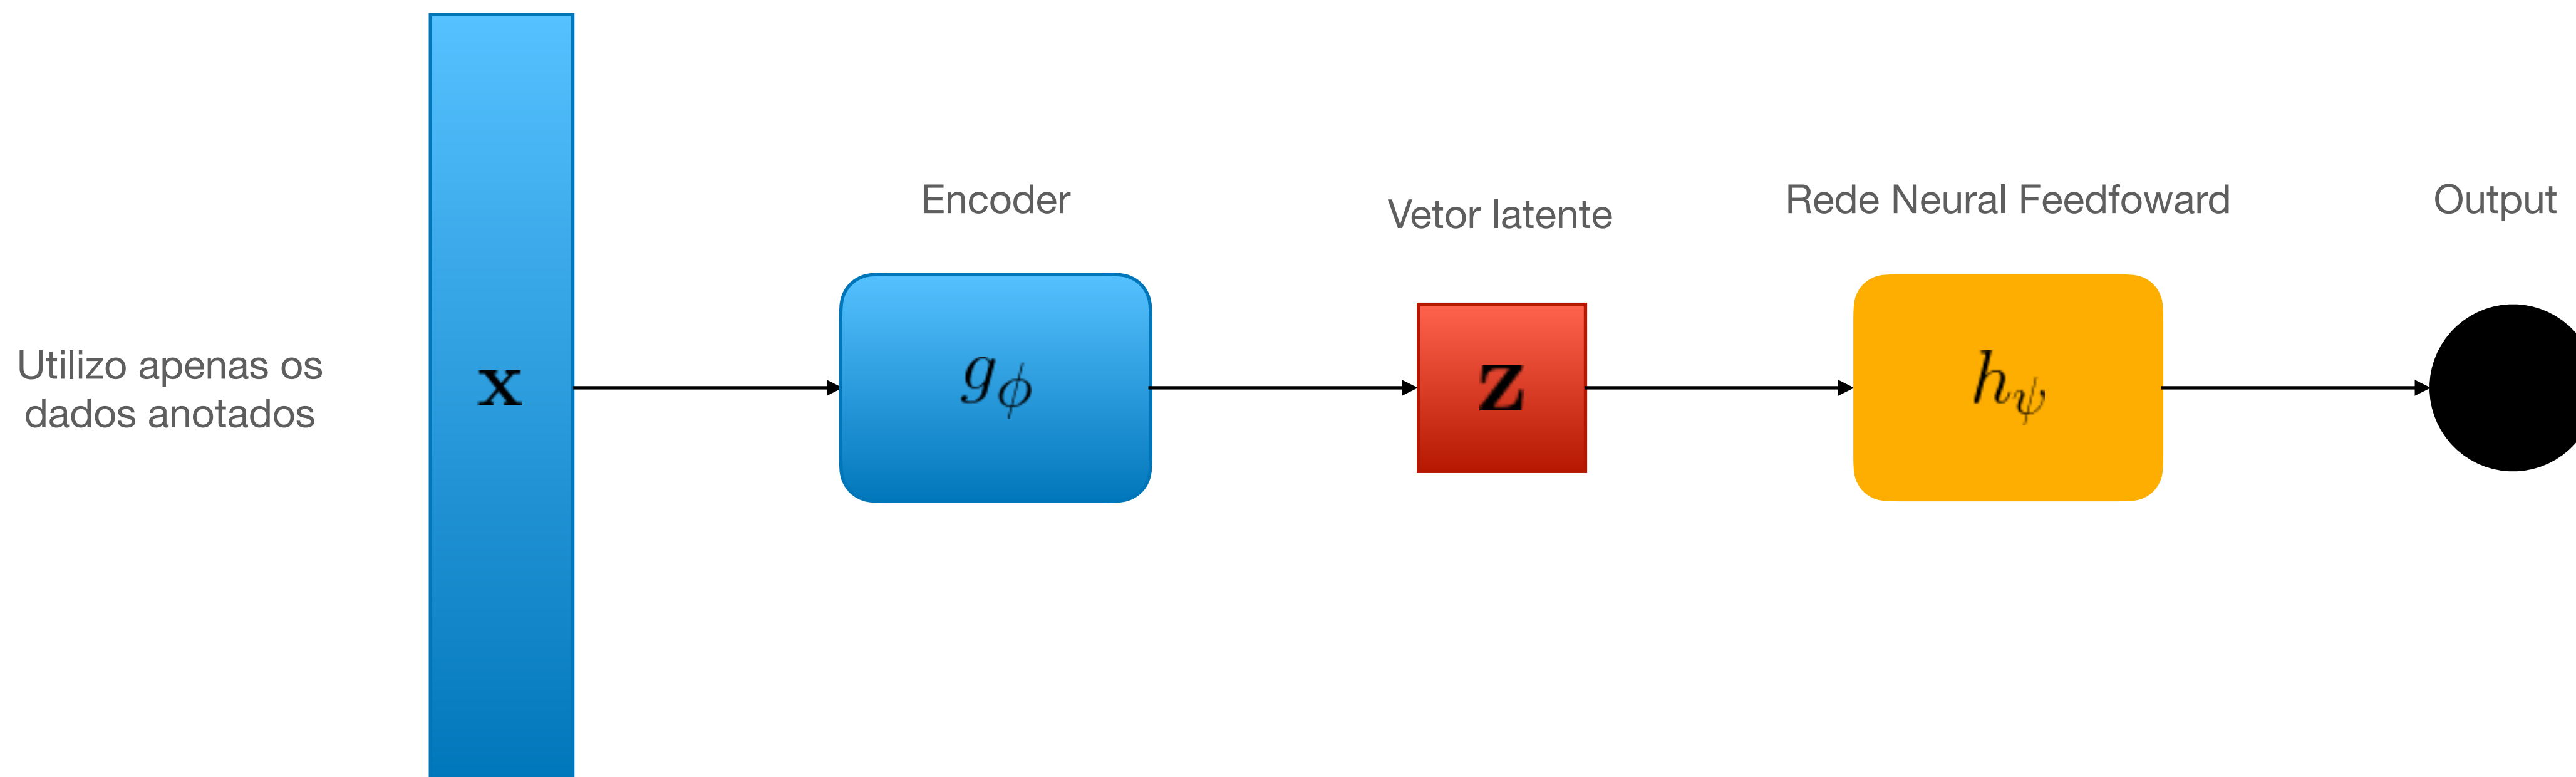 Encoder
Vetor latente
Rede Neural Feedfoward
Output
Utilizo apenas os
dados anotados
x
gϕ
z
hψ